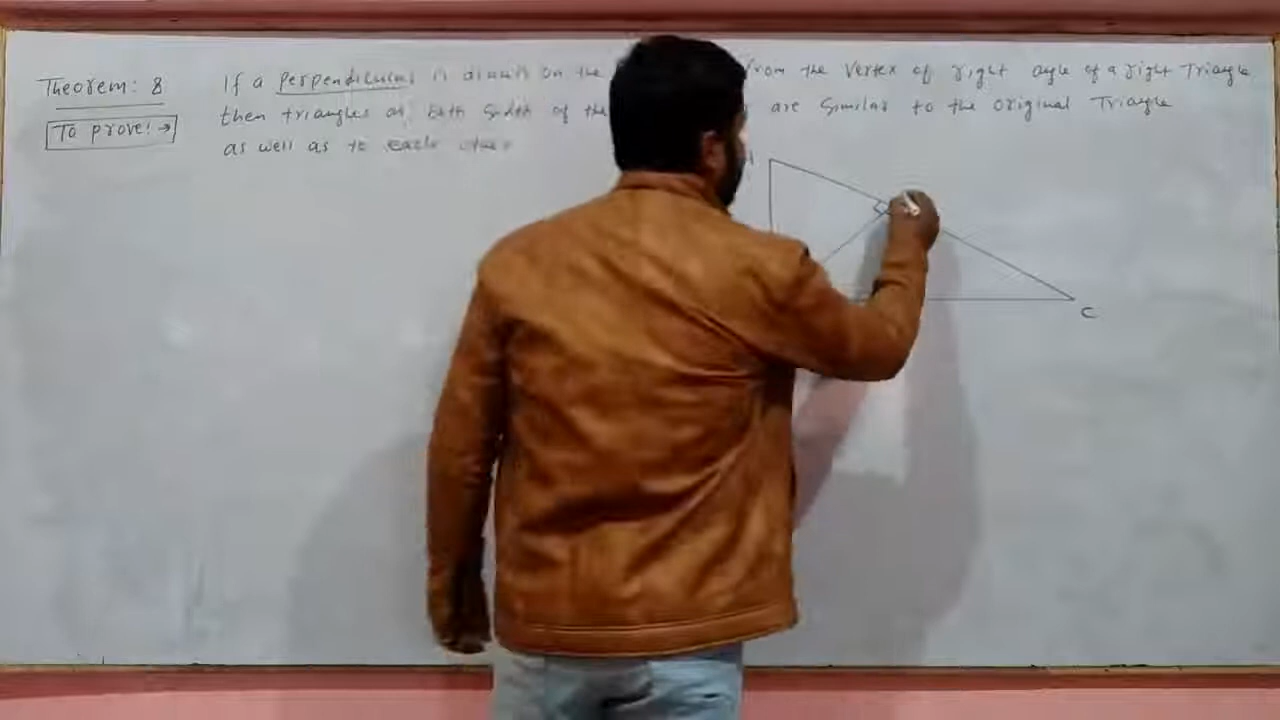 Theorem: 8
If a perpendicular is drawn on the from the vertex of right angle of a right Triangle
To prove:→
then triangles on both sides of the are Similar to the original Triangle
as well as to each other
A
C